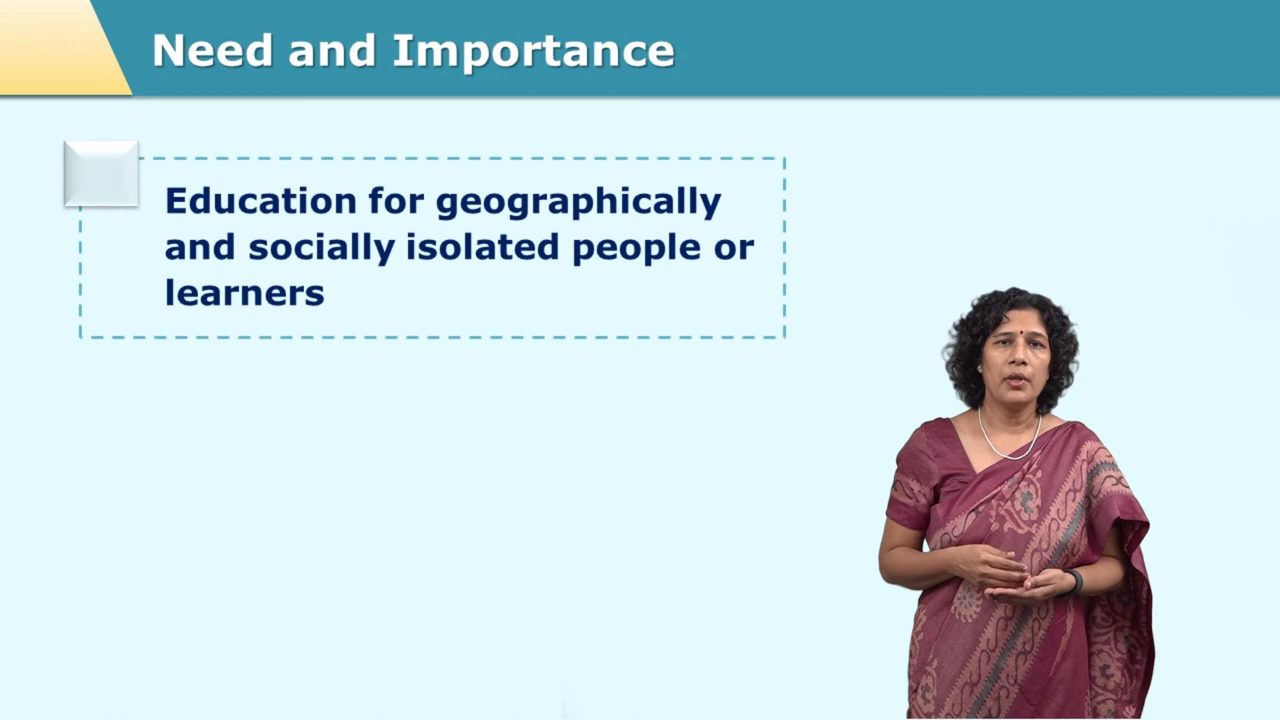 Need and Importance
Education for geographically
and socially isolated people or
learners